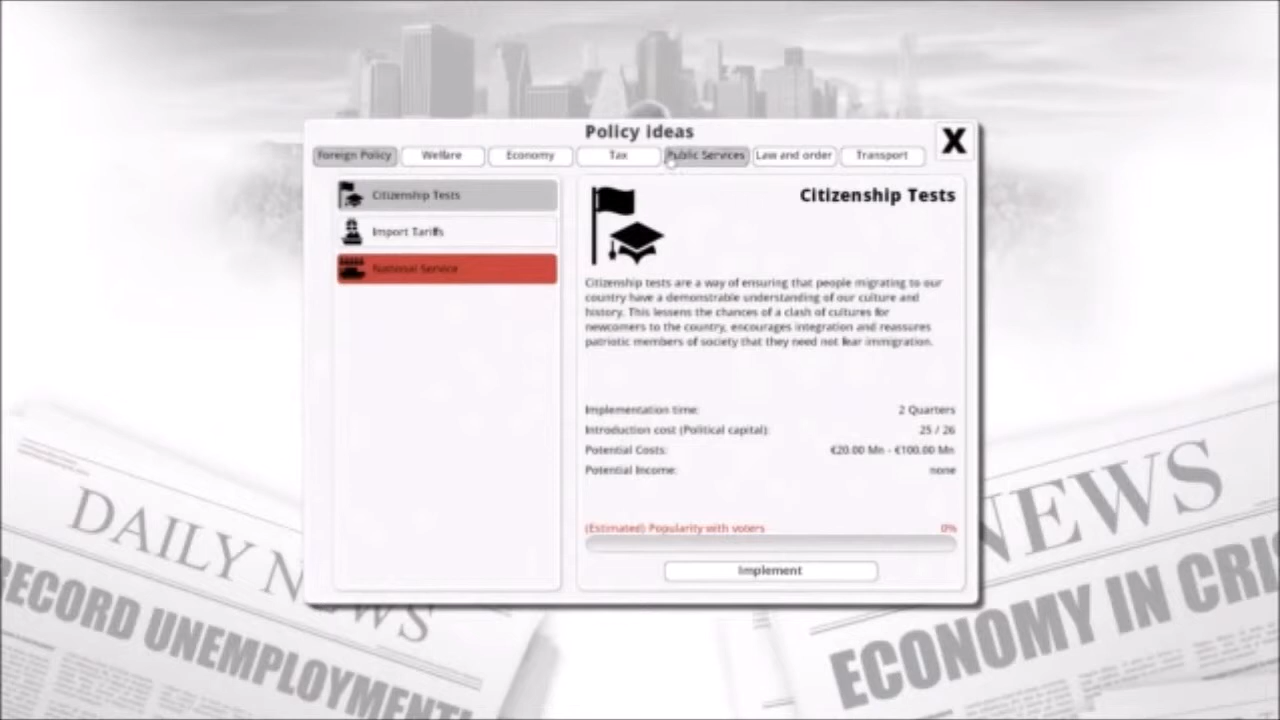 Policy Ideas
X
Foreign Policy
Welfare
Economy
Tax
Public Services
Law and order
Transport
Citizenship Tests
Import Tariffs
National Service
Citizenship Tests
Citizenship tests are a way of ensuring that people migrating to our
country have a demonstrable understanding of our culture and
history. This lessens the chances of a clash of cultures for
newcomers to the country, encourages integration and reassures
patriotic members of society that they need not fear immigration.
Implementation time: 2 Quarters
Introduction cost (Political capital): 25 / 26
Potential Costs: €20.00 Mn - €100.00 Mn
Potential Income: none
(Estimated) Popularity with voters 0%
Implement
DAILY NEWS
RECORD UNEMPLOYMENT!
NEWS
ECONOMY IN CRI